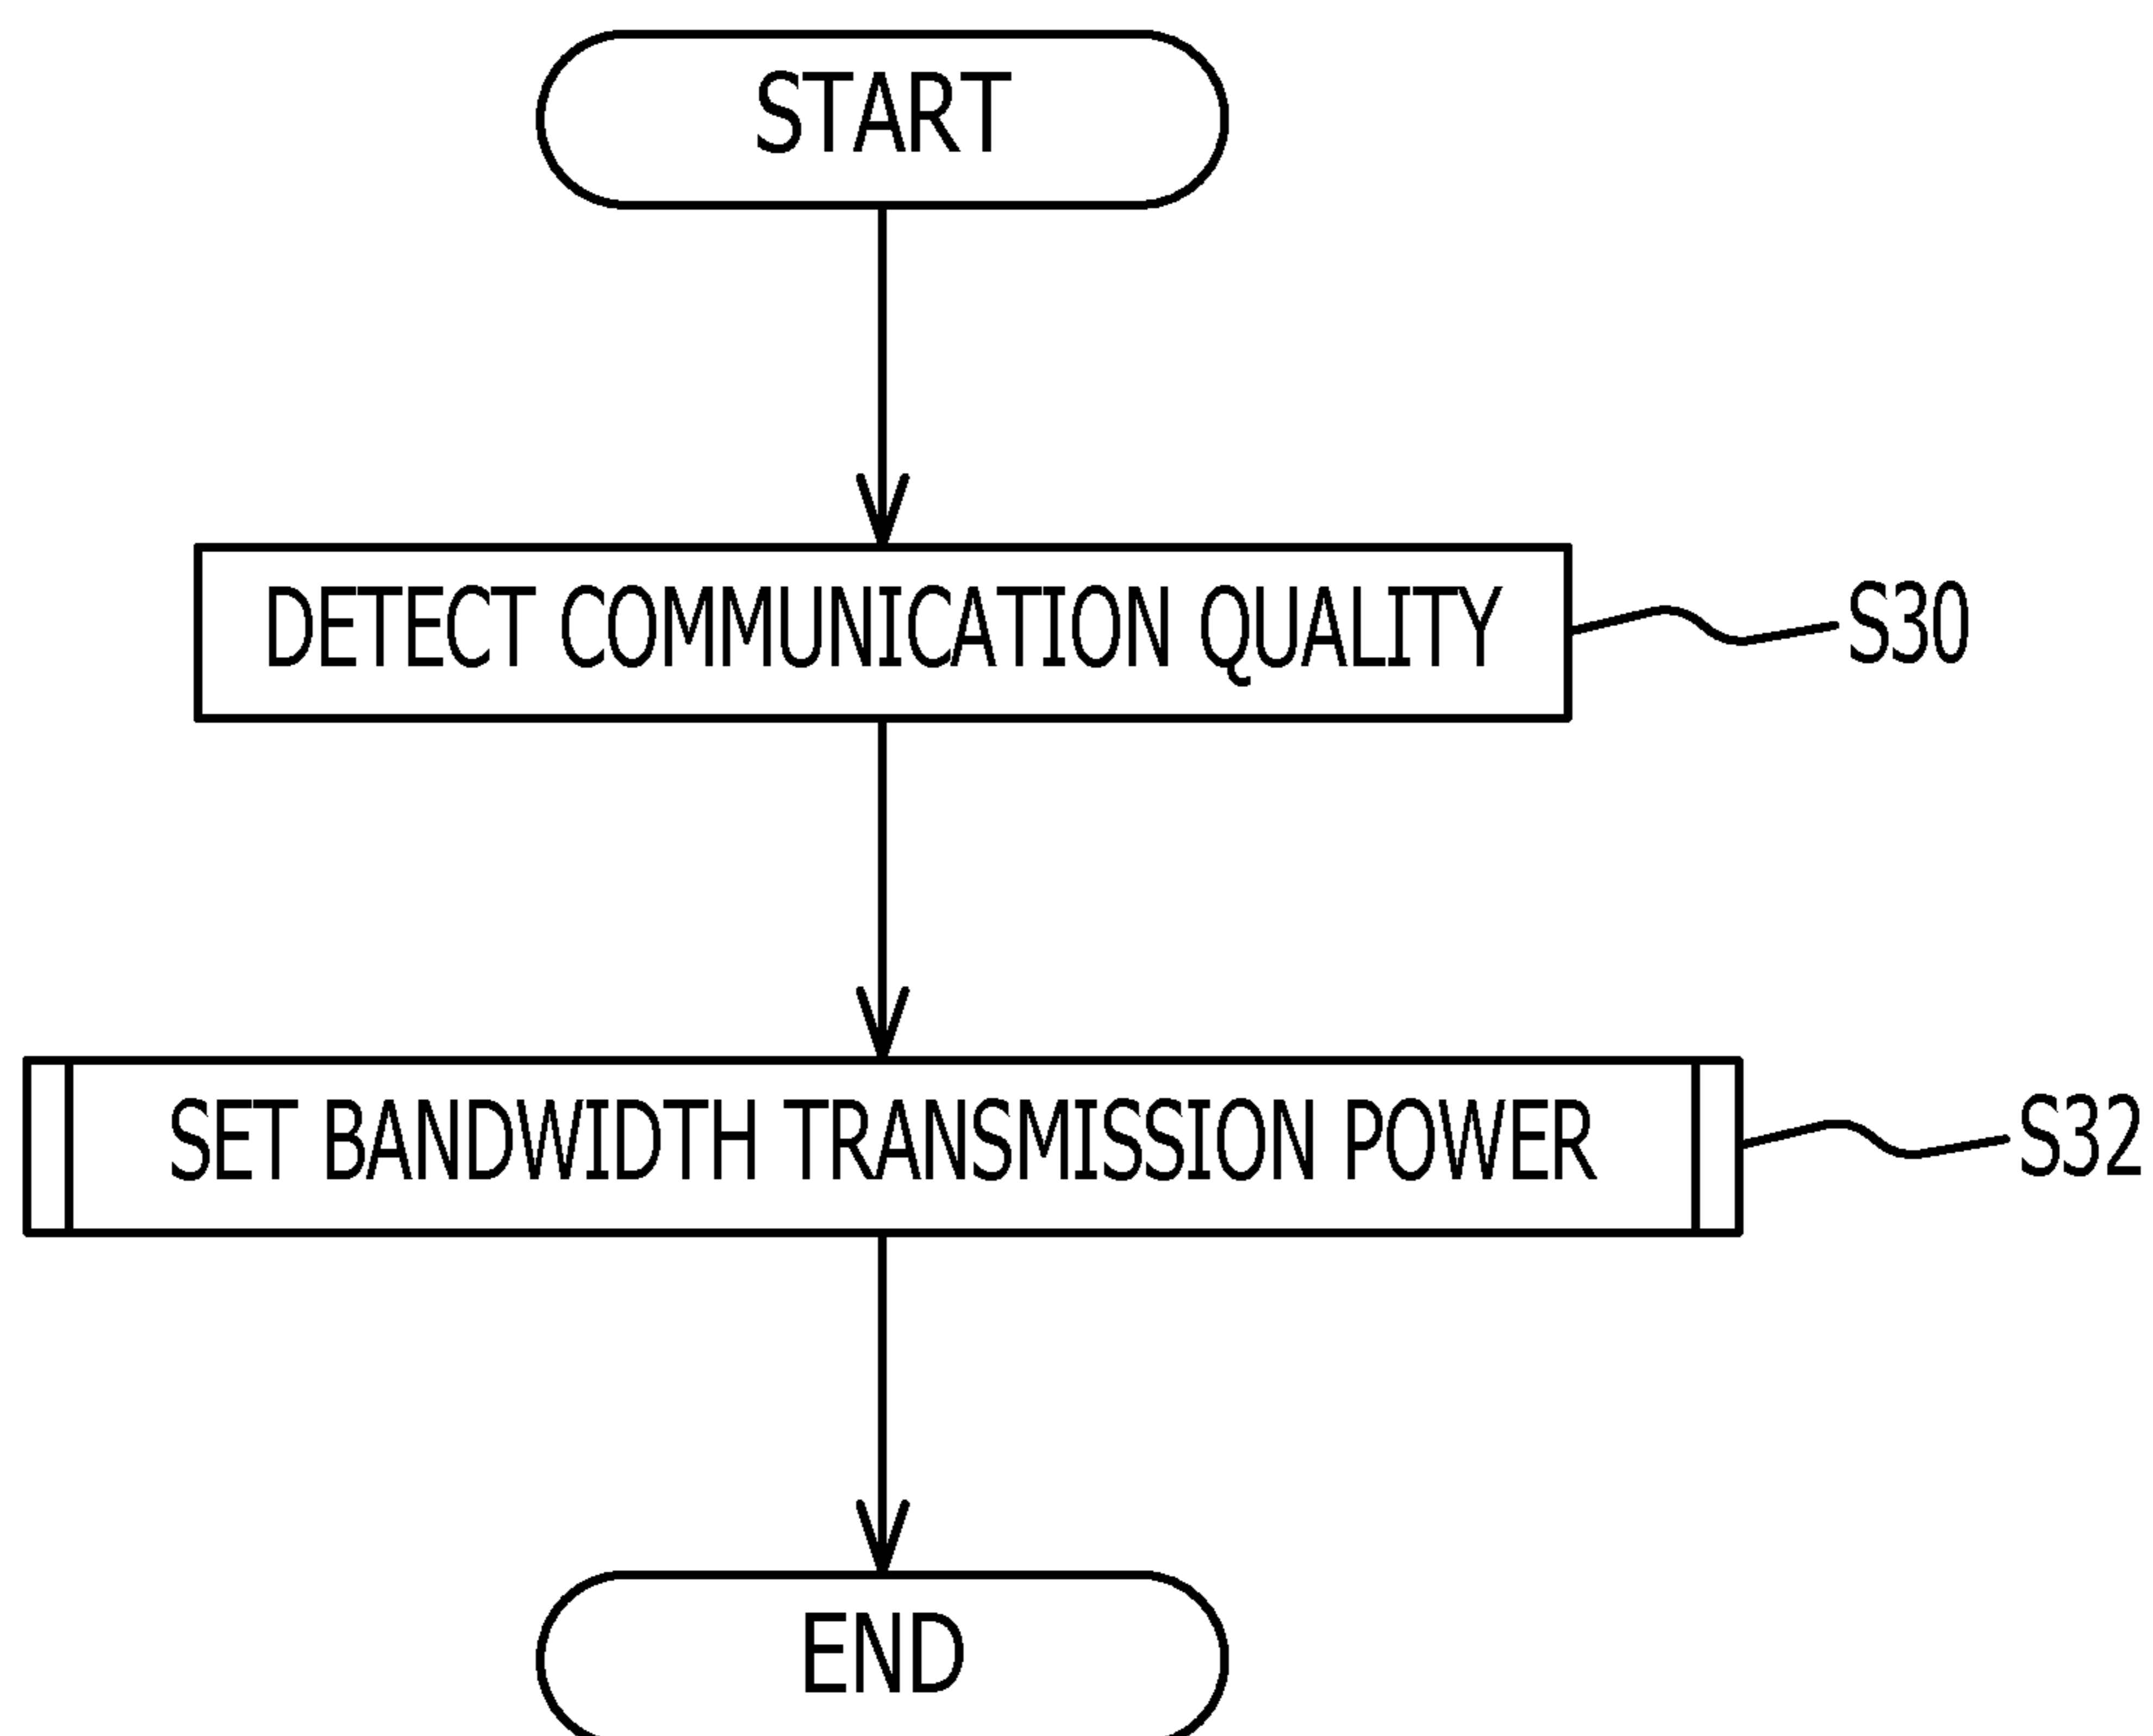 START
DETECT COMMUNICATION QUALITY S30
SET BANDWIDTH TRANSMISSION POWER S32
END